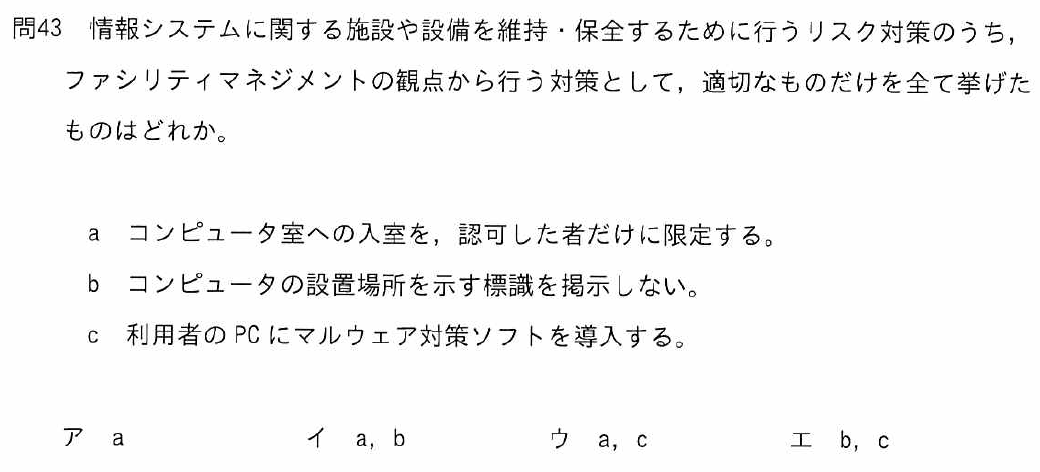 問43 情報システムに関する施設や設備を維持・保全するために行うリスク対策のうち，
ファシリティマネジメントの観点から行う対策として，適切なものだけを全て挙げた
ものはどれか。
a コンピュータ室への入室を，認可した者だけに限定する。
b コンピュータの設置場所を示す標識を掲示しない。
c 利用者のPCにマルウェア対策ソフトを導入する。
ア a イ a，b ウ a，c エ b，c